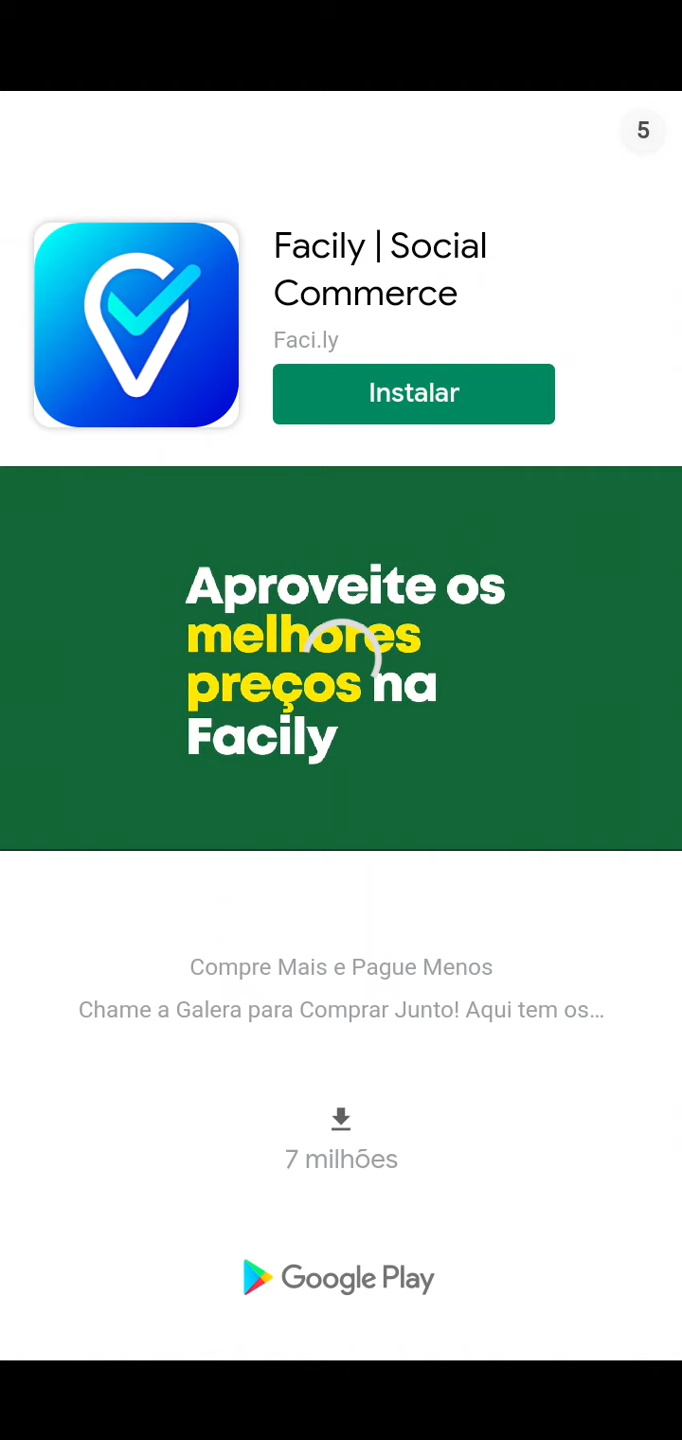 5
Facily | Social
Commerce
Faci.ly
Instalar
Aproveite os
melhores
preços na
Facily
Compre Mais e Pague Menos
Chame a Galera para Comprar Junto! Aqui tem os...
7 milhões
Google Play